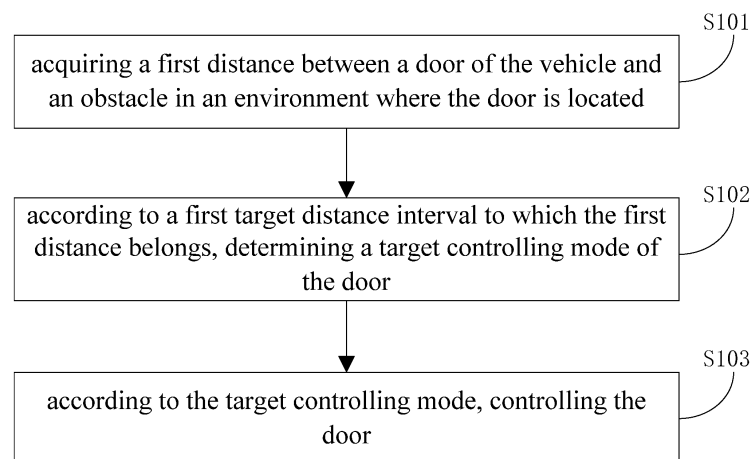 S101
acquiring a first distance between a door of the vehicle and
an obstacle in an environment where the door is located
S102
according to a first target distance interval to which the first
distance belongs, determining a target controlling mode of
the door
S103
according to the target controlling mode, controlling the
door